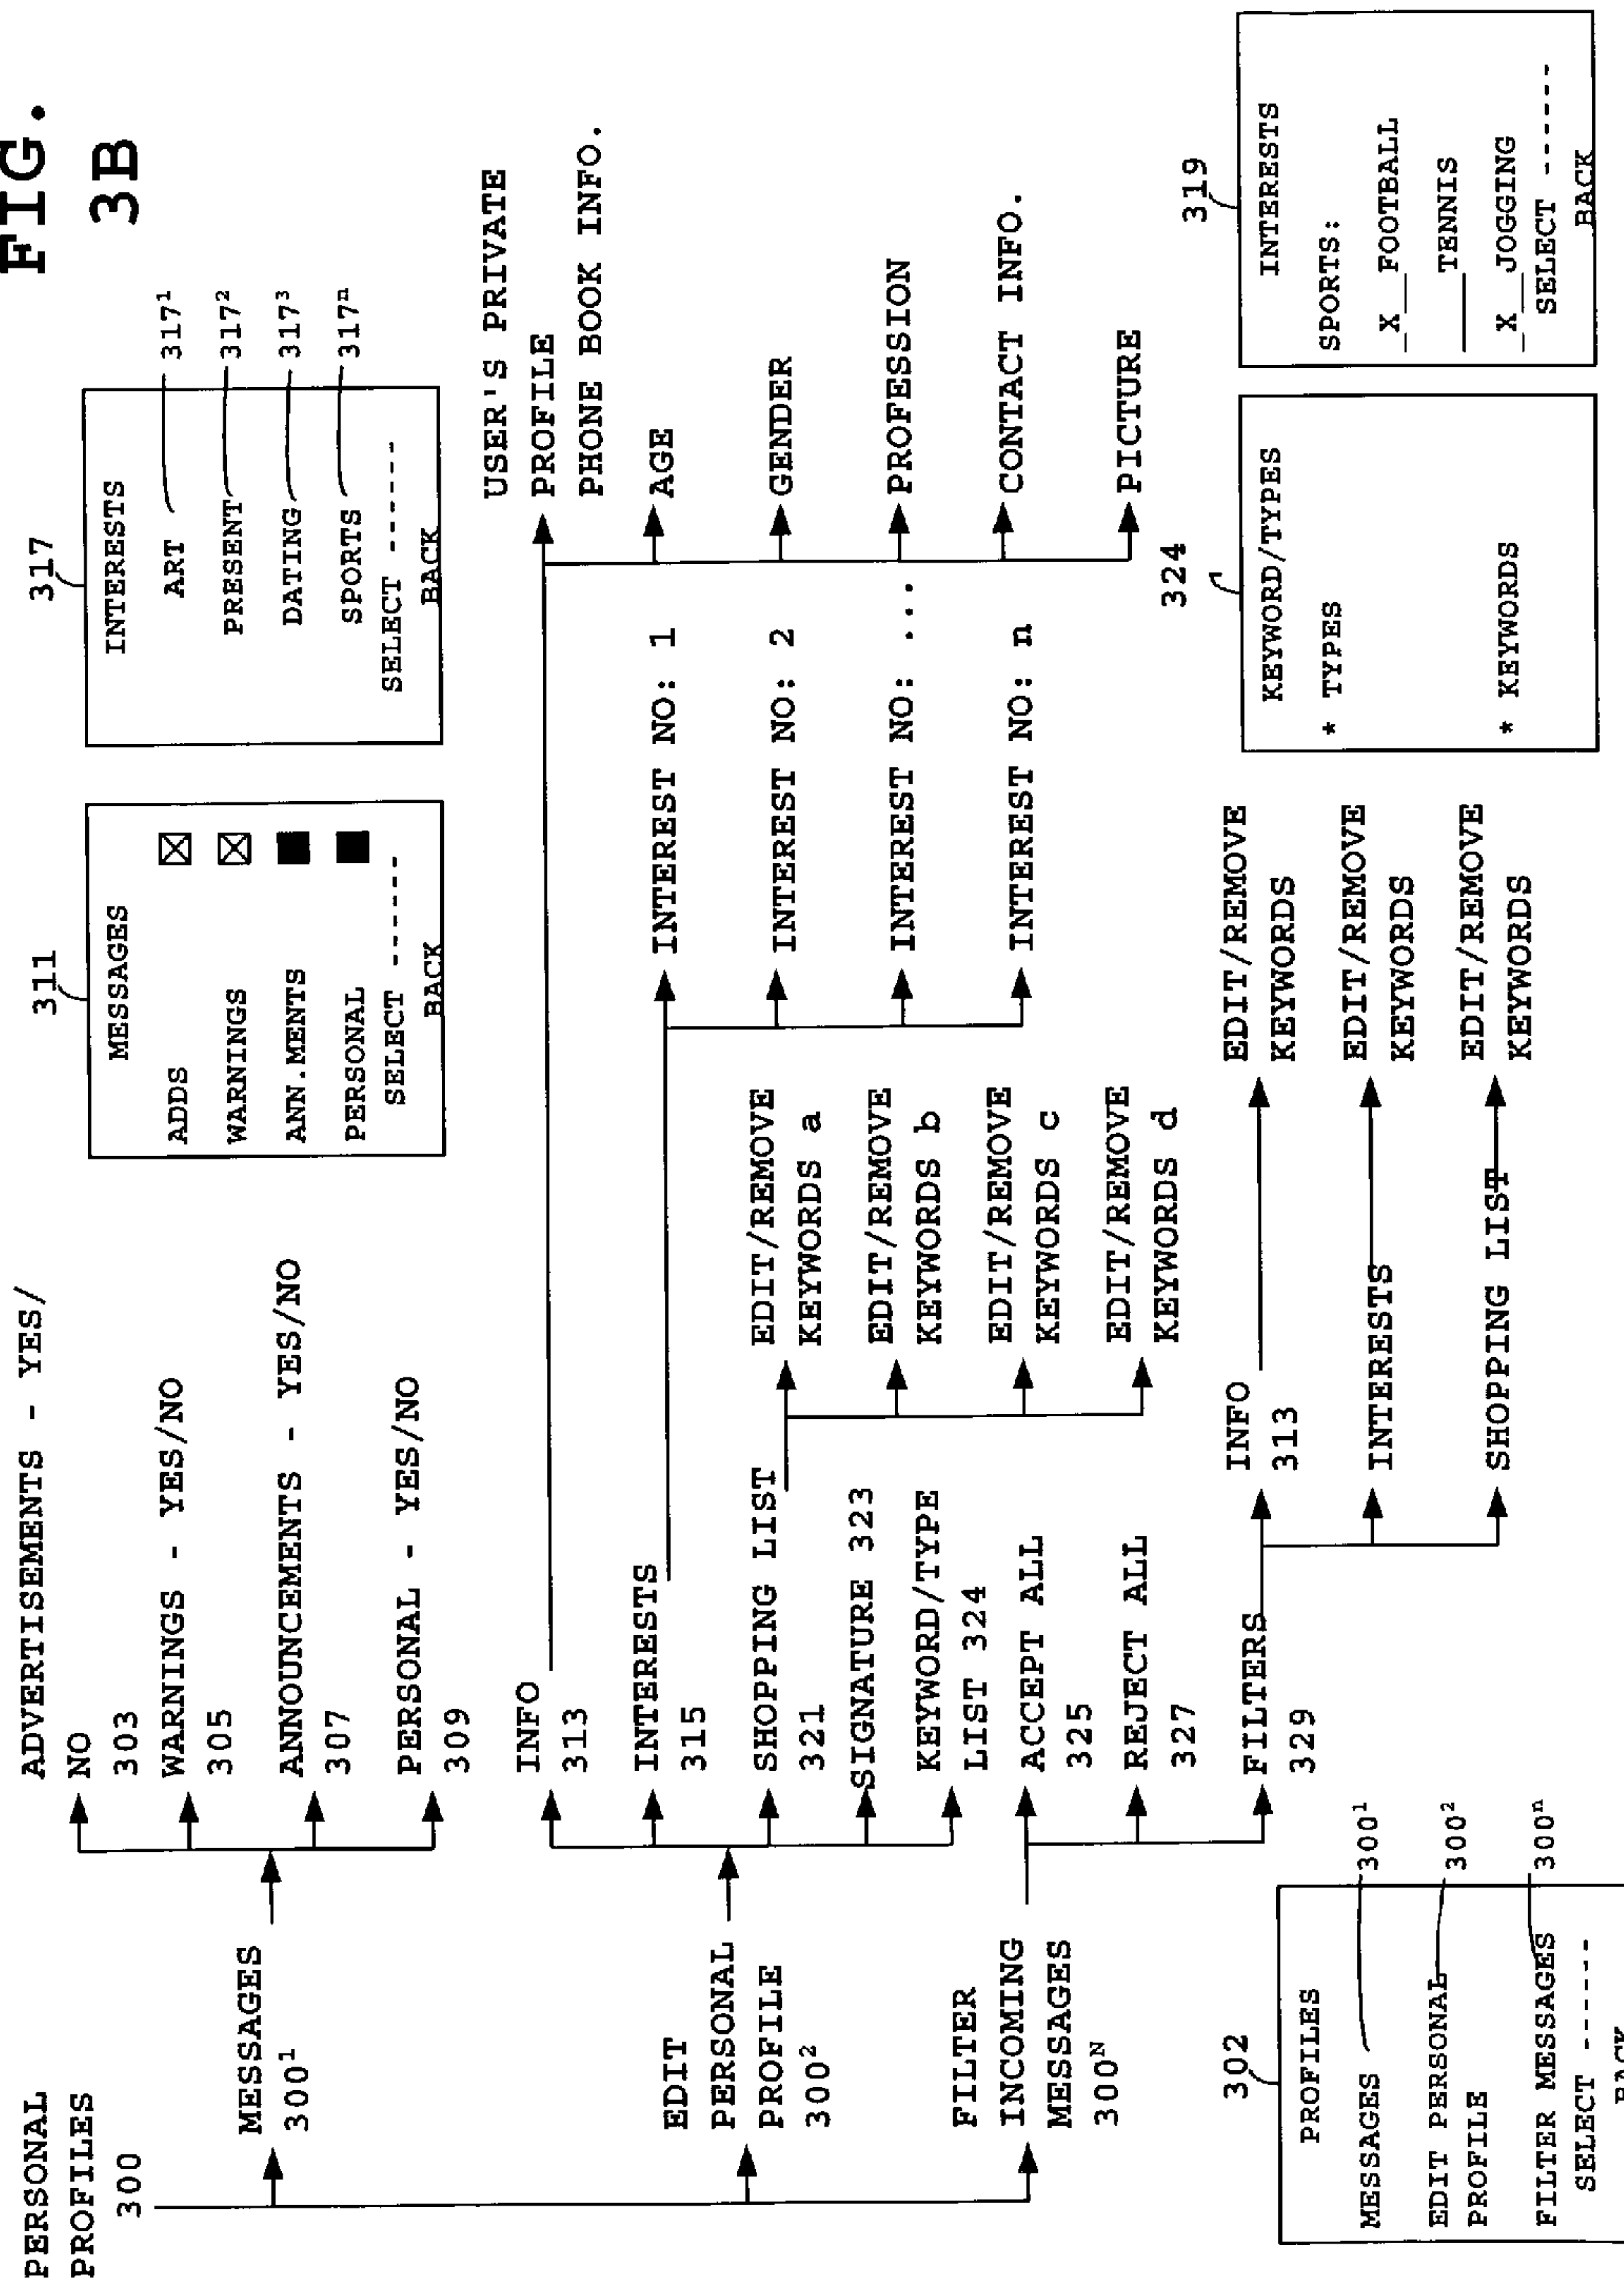 FIG.
3B
PERSONAL
PROFILES
300
MESSAGES
300¹
EDIT
PERSONAL
PROFILE
300²
FILTER
INCOMING
MESSAGES
300ᴺ
ADVERTISEMENTS - YES/
NO
303
WARNINGS - YES/NO
305
ANNOUNCEMENTS - YES/NO
307
PERSONAL - YES/NO
309
INFO
313
INTERESTS
315
SHOPPING LIST
321
SIGNATURE 323
KEYWORD/TYPE
LIST 324
ACCEPT ALL
325
REJECT ALL
327
FILTERS
329
EDIT/REMOVE
KEYWORDS a
EDIT/REMOVE
KEYWORDS b
EDIT/REMOVE
KEYWORDS c
EDIT/REMOVE
KEYWORDS d
INFO
313
INTERESTS
SHOPPING LIST
EDIT/REMOVE
KEYWORDS
EDIT/REMOVE
KEYWORDS
EDIT/REMOVE
KEYWORDS
INTEREST NO: 1
INTEREST NO: 2
INTEREST NO: ...
INTEREST NO: n
USER'S PRIVATE
PROFILE
PHONE BOOK INFO.
AGE
GENDER
PROFESSION
CONTACT INFO.
PICTURE
311
MESSAGES
ADDS
WARNINGS
ANN.MENTS
PERSONAL
SELECT ------
BACK
317
INTERESTS
ART 317¹
PRESENT 317²
DATING 317³
SPORTS 317ⁿ
SELECT ------
BACK
302
PROFILES
MESSAGES 300¹
EDIT PERSONAL 300²
PROFILE
FILTER MESSAGES 300ⁿ
SELECT ------
BACK
324
KEYWORD/TYPES
* TYPES
* KEYWORDS
319
INTERESTS
SPORTS:
_X__FOOTBALL
____ TENNIS
_X__JOGGING
SELECT ------
BACK